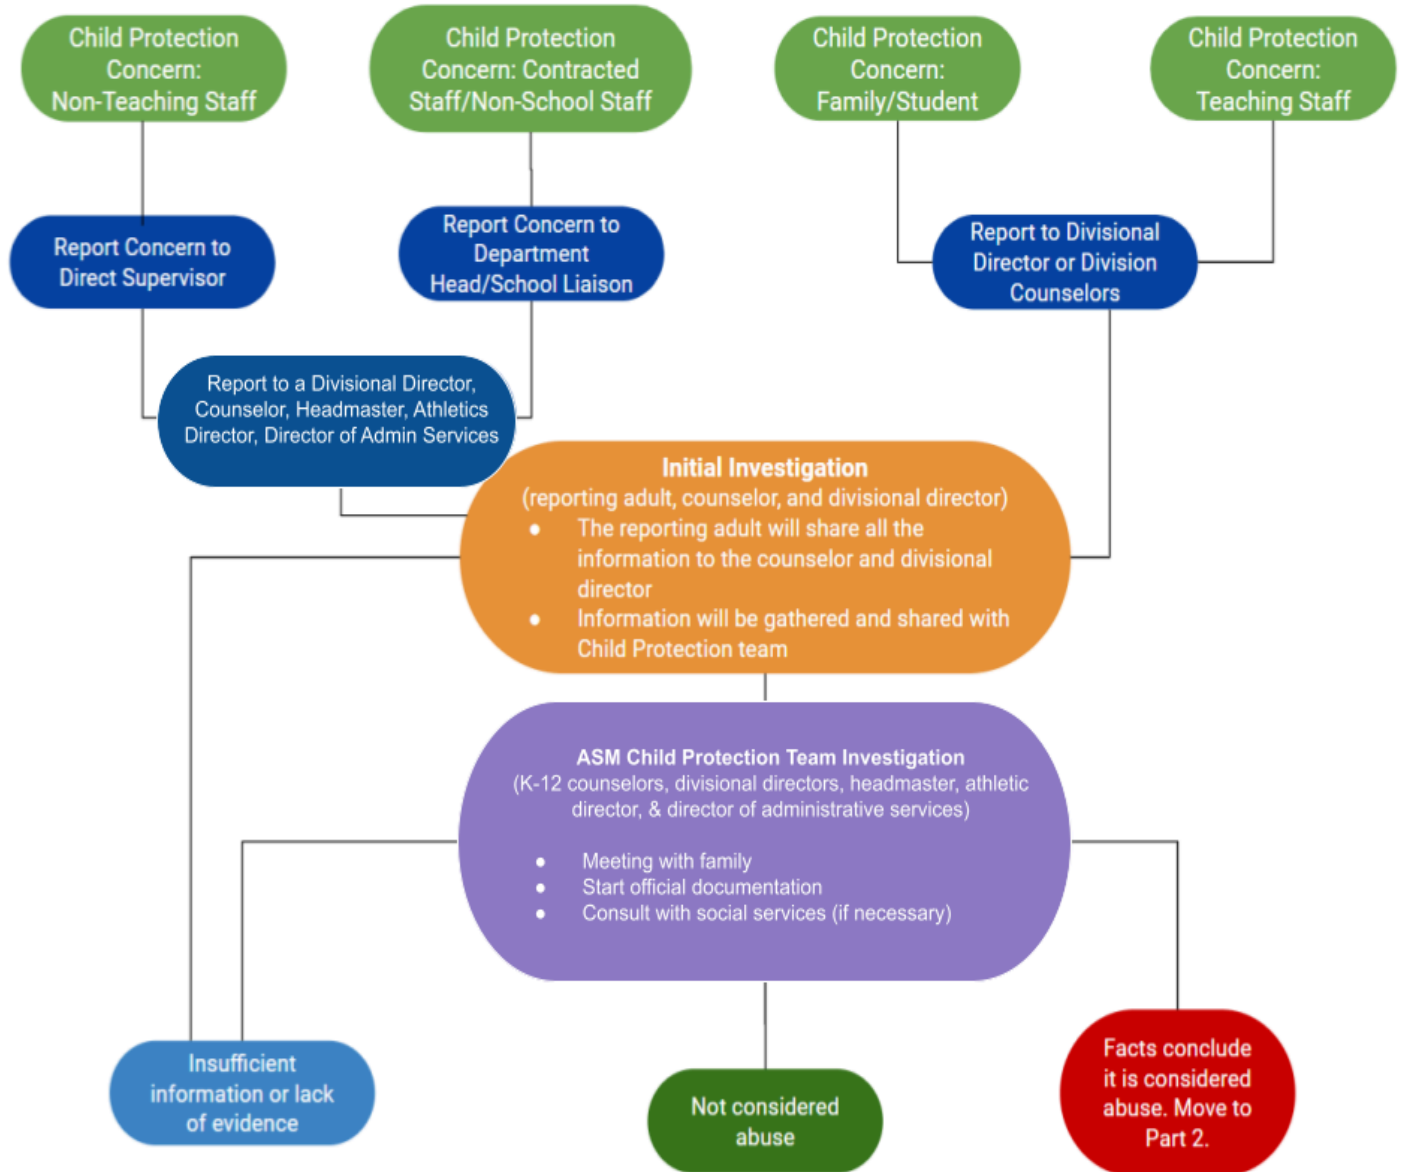 Child Protection
Concern:
Non-Teaching Staff
Child Protection
Concern: Contracted
Staff/Non-School Staff
Child Protection
Concern:
Family/Student
Child Protection
Concern:
Teaching Staff
Report Concern to
Direct Supervisor
Report Concern to
Department
Head/School Liaison
Report to Divisional
Director or Division
Counselors
Report to a Divisional Director,
Counselor, Headmaster, Athletics
Director, Director of Admin Services
Initial Investigation
(reporting adult, counselor, and divisional director)
● The reporting adult will share all the
information to the counselor and divisional
director
● Information will be gathered and shared with
Child Protection team
ASM Child Protection Team Investigation
(K-12 counselors, divisional directors, headmaster, athletic
director, & director of administrative services)
● Meeting with family
● Start official documentation
● Consult with social services (if necessary)
Insufficient
information or lack
of evidence
Not considered
abuse
Facts conclude
it is considered
abuse. Move to
Part 2.